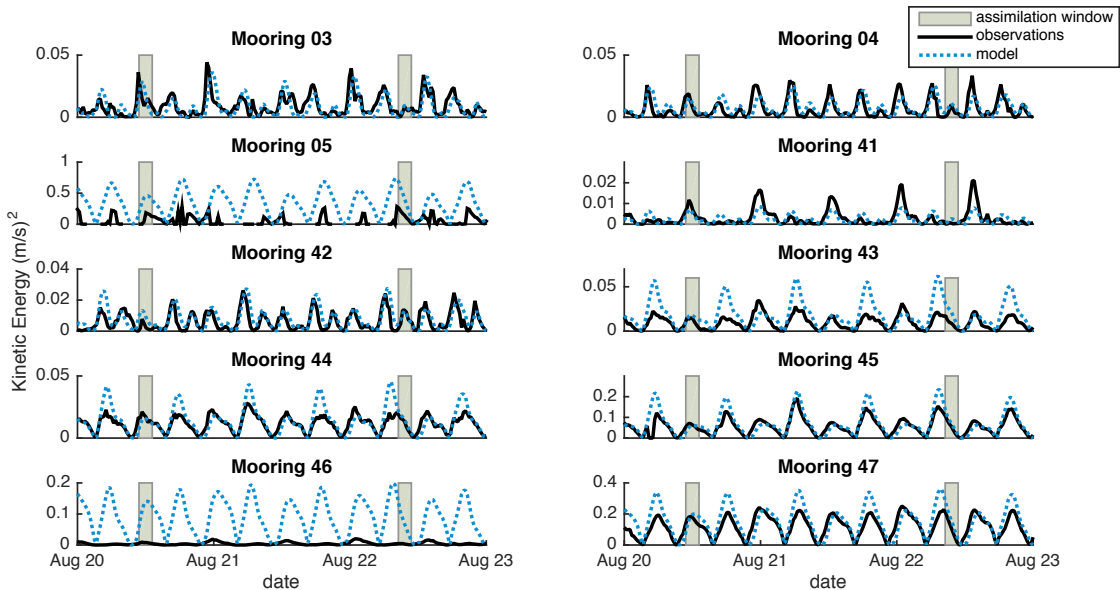 assimilation window
observations
model
Mooring 03
Mooring 04
0.05
0
0.05
0
Mooring 05
Mooring 41
1
0.5
0
0.02
0.01
0
Mooring 42
Mooring 43
0.04
0.02
0
0.05
0
Mooring 44
Mooring 45
0.05
0
0.2
0.1
0
Mooring 46
Mooring 47
0.2
0.1
0
0.4
0.2
0
Kinetic Energy (m/s)²
Aug 20
Aug 21
Aug 22
Aug 23
Aug 20
Aug 21
Aug 22
Aug 23
date
date